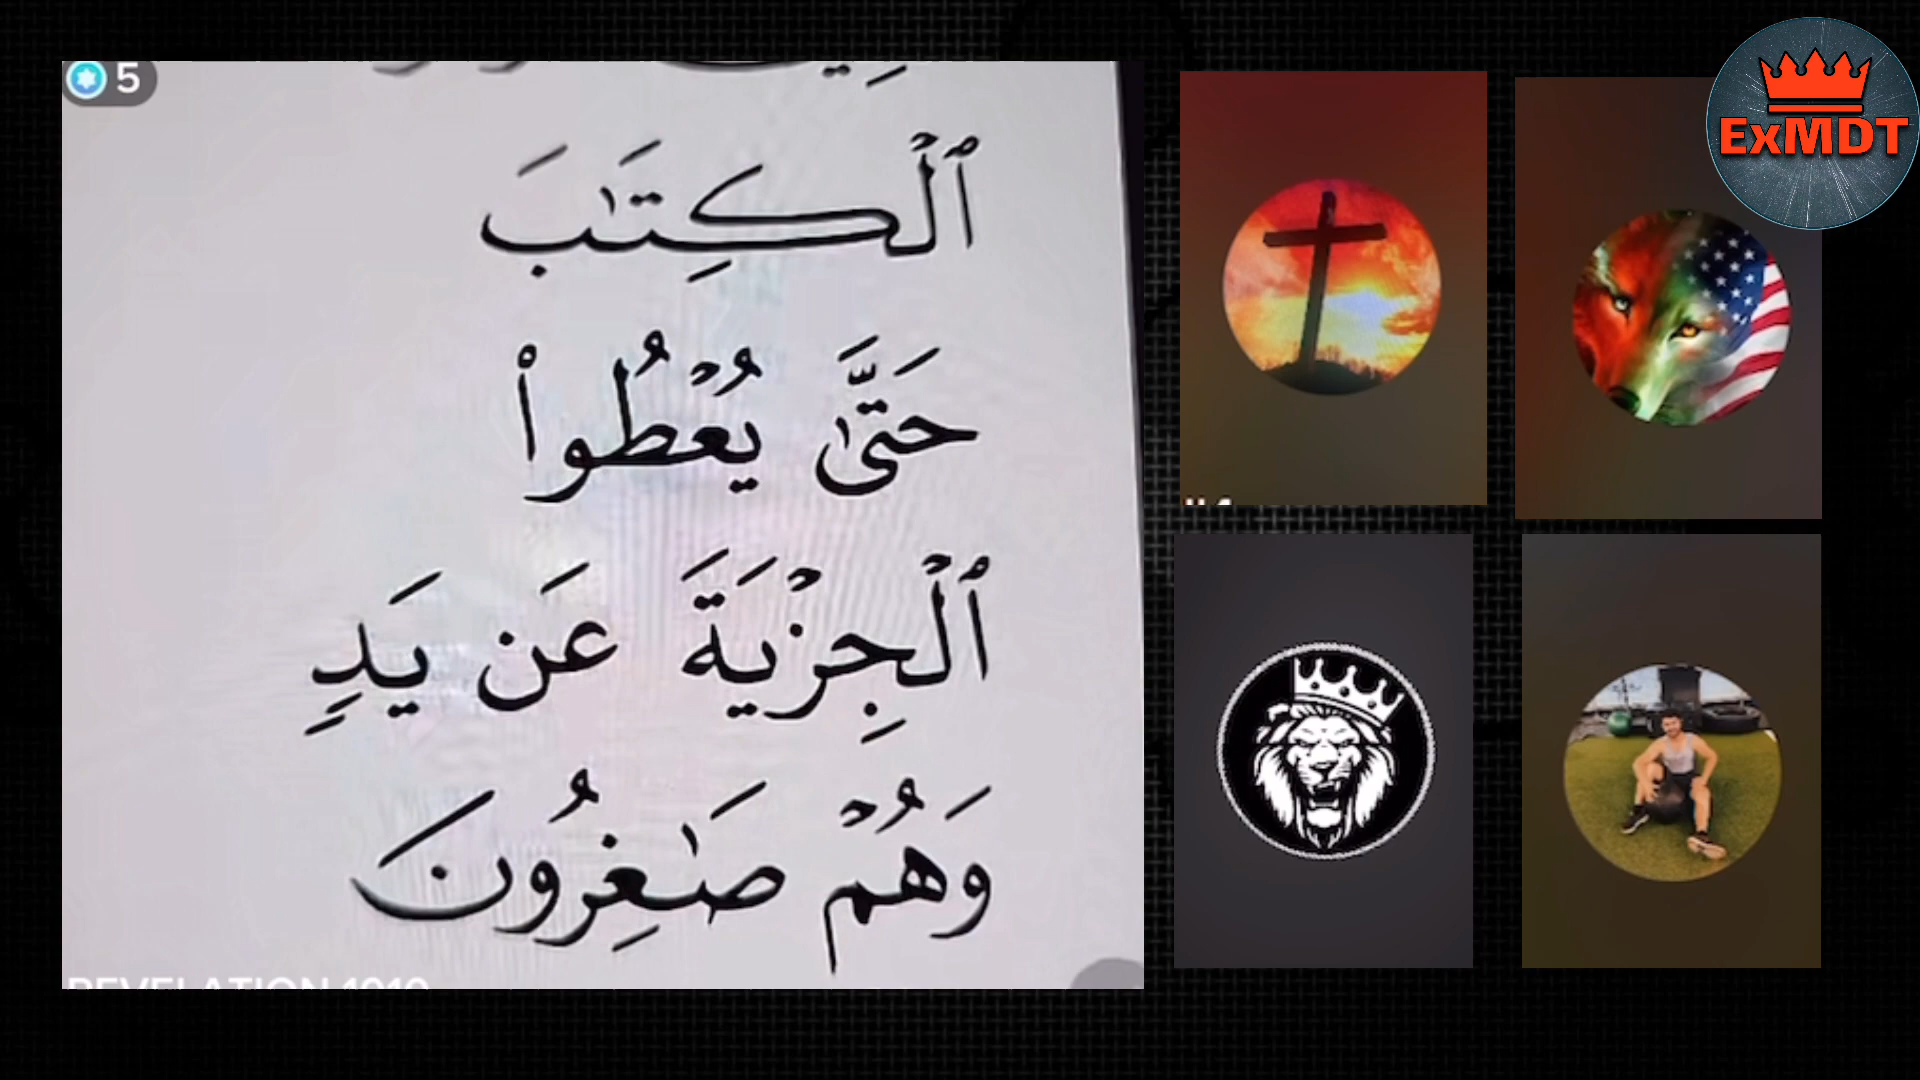 5
ٱلْكِتَٰبَ
حَتَّىٰ يُعْطُوا۟
ٱلْجِزْيَةَ عَن يَدٍ
وَهُمْ صَٰغِرُونَ
ExMDT